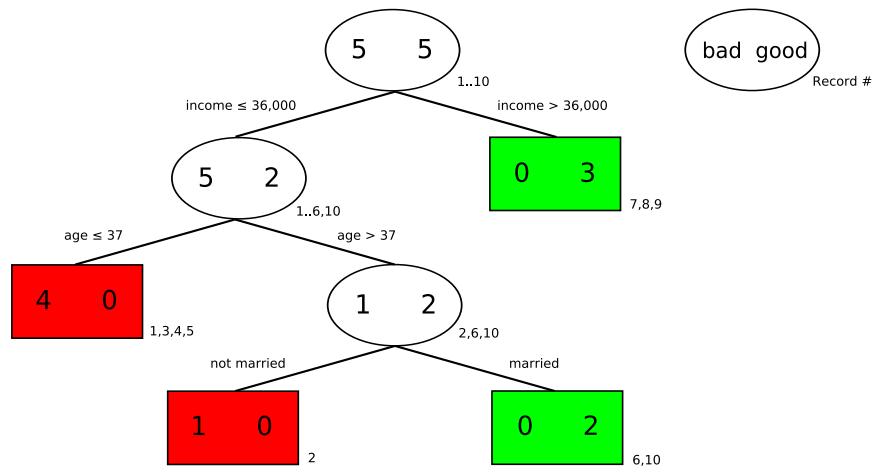 5 5
bad good
1..10
Record #
income ≤ 36,000
income > 36,000
5 2
0 3
1..6,10
7,8,9
age ≤ 37
age > 37
4 0
1 2
1,3,4,5
2,6,10
not married
married
1 0
0 2
2
6,10